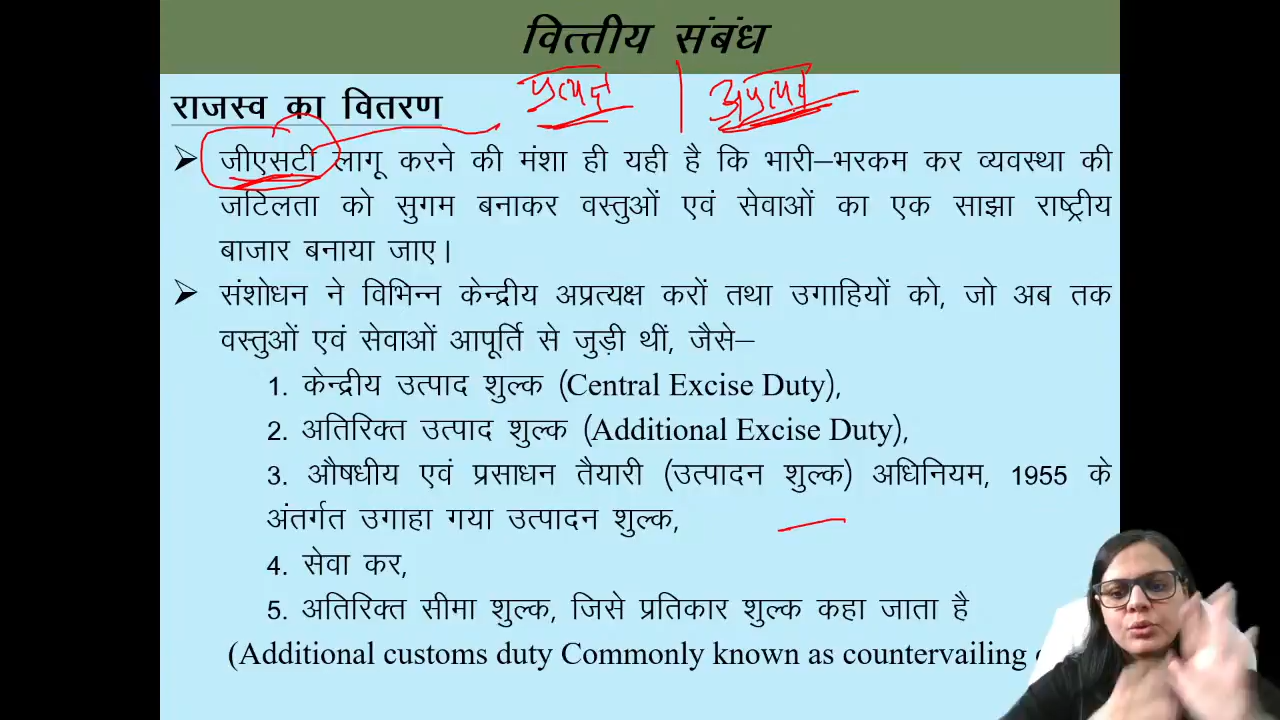 वित्तीय संबंध
प्रत्यक्ष | अप्रत्यक्ष
राजस्व का वितरण
➢ जीएसटी लागू करने की मंशा ही यही है कि भारी–भरकम कर व्यवस्था की
जटिलता को सुगम बनाकर वस्तुओं एवं सेवाओं का एक साझा राष्ट्रीय
बाजार बनाया जाए।
➢ संशोधन ने विभिन्न केन्द्रीय अप्रत्यक्ष करों तथा उगाहियों को, जो अब तक
वस्तुओं एवं सेवाओं आपूर्ति से जुड़ी थीं, जैसे–
1. केन्द्रीय उत्पाद शुल्क (Central Excise Duty),
2. अतिरिक्त उत्पाद शुल्क (Additional Excise Duty),
3. औषधीय एवं प्रसाधन तैयारी (उत्पादन शुल्क) अधिनियम, 1955 के
अंतर्गत उगाहा गया उत्पादन शुल्क,
4. सेवा कर,
5. अतिरिक्त सीमा शुल्क, जिसे प्रतिकार शुल्क कहा जाता है
(Additional customs duty Commonly known as countervailing